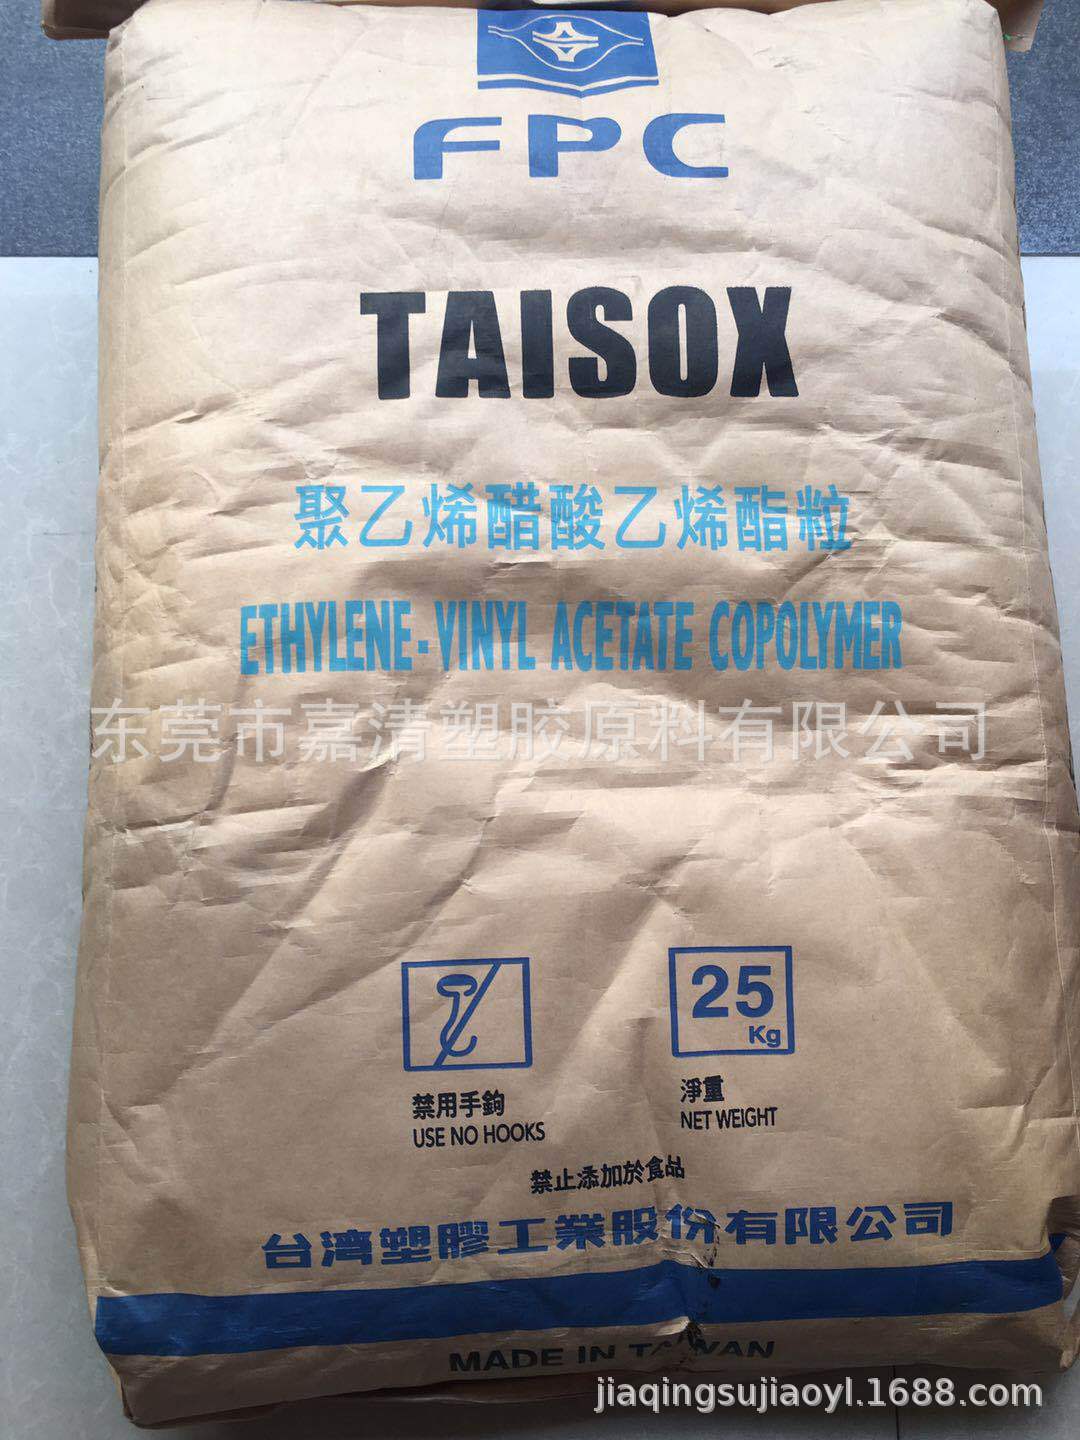 FPC
TAISOX
聚乙烯醋酸乙烯酯粒
ETHYLENE-VINYL ACETATE COPOLYMER
东莞市嘉清塑胶原料有限公司
25
Kg
禁用手鉤
USE NO HOOKS
淨重
NET WEIGHT
禁止添加於食品
台湾塑膠工業股份有限公司
MADE IN TAIWAN
jiaqingsujiaoyl.1688.com